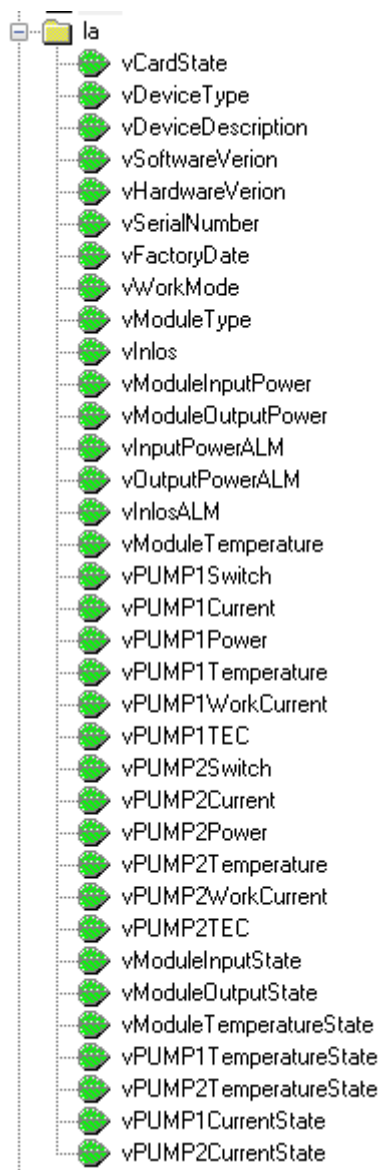 la
vCardState
vDeviceType
vDeviceDescription
vSoftwareVerion
vHardwareVerion
vSerialNumber
vFactoryDate
vWorkMode
vModuleType
vInlos
vModuleInputPower
vModuleOutputPower
vInputPowerALM
vOutputPowerALM
vInlosALM
vModuleTemperature
vPUMP1Switch
vPUMP1Current
vPUMP1Power
vPUMP1Temperature
vPUMP1WorkCurrent
vPUMP1TEC
vPUMP2Switch
vPUMP2Current
vPUMP2Power
vPUMP2Temperature
vPUMP2WorkCurrent
vPUMP2TEC
vModuleInputState
vModuleOutputState
vModuleTemperatureState
vPUMP1TemperatureState
vPUMP2TemperatureState
vPUMP1CurrentState
vPUMP2CurrentState